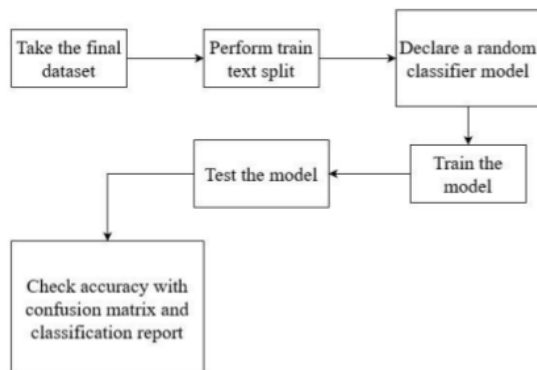 Take the final
dataset
Perform train
text split
Declare a random
classifier model
Train the
model
Test the model
Check accuracy with
confusion matrix and
classification report